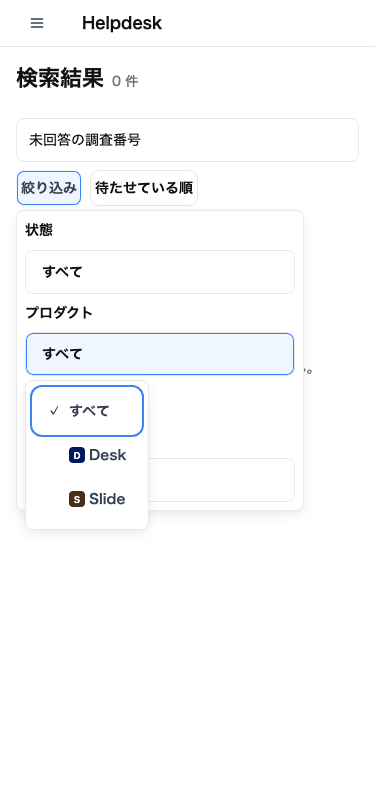 Helpdesk
検索結果 0 件
未回答の調査番号
絞り込み 待たせている順
状態
すべて
プロダクト
すべて
。
✓ すべて
D Desk
S Slide